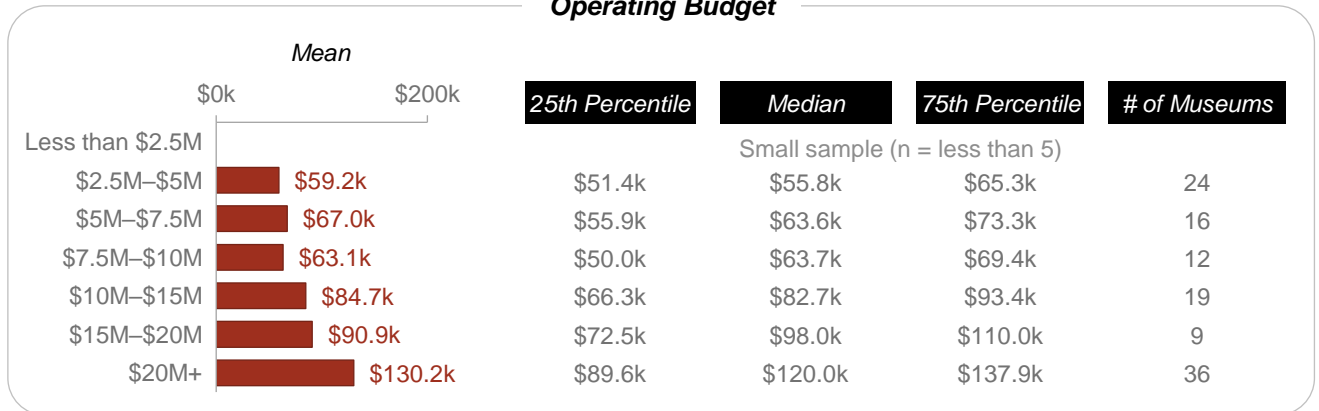 Operating Budget
Mean
$0k $200k 25th Percentile Median 75th Percentile # of Museums
Less than $2.5M Small sample (n = less than 5)
$2.5M–$5M $59.2k $51.4k $55.8k $65.3k 24
$5M–$7.5M $67.0k $55.9k $63.6k $73.3k 16
$7.5M–$10M $63.1k $50.0k $63.7k $69.4k 12
$10M–$15M $84.7k $66.3k $82.7k $93.4k 19
$15M–$20M $90.9k $72.5k $98.0k $110.0k 9
$20M+ $130.2k $89.6k $120.0k $137.9k 36